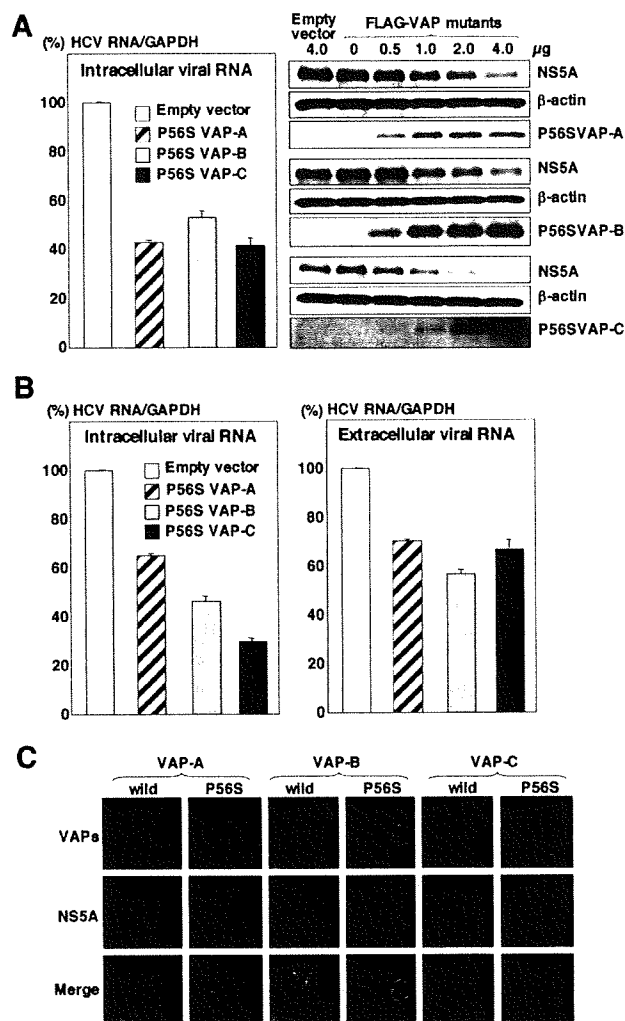 A
(%) HCV RNA/GAPDH
Intracellular viral RNA
Empty vector
P56S VAP-A
P56S VAP-B
P56S VAP-C
100
80
60
40
20
0
Empty vector
FLAG-VAP mutants
4.0 0 0.5 1.0 2.0 4.0 µg
NS5A
β-actin
P56SVAP-A
NS5A
β-actin
P56SVAP-B
NS5A
β-actin
P56SVAP-C
B
(%) HCV RNA/GAPDH
Intracellular viral RNA
Empty vector
P56S VAP-A
P56S VAP-B
P56S VAP-C
100
80
60
40
20
0
(%) HCV RNA/GAPDH
Extracellular viral RNA
100
80
60
40
20
0
C
VAP-A VAP-B VAP-C
wild P56S wild P56S wild P56S
VAPs
NS5A
Merge